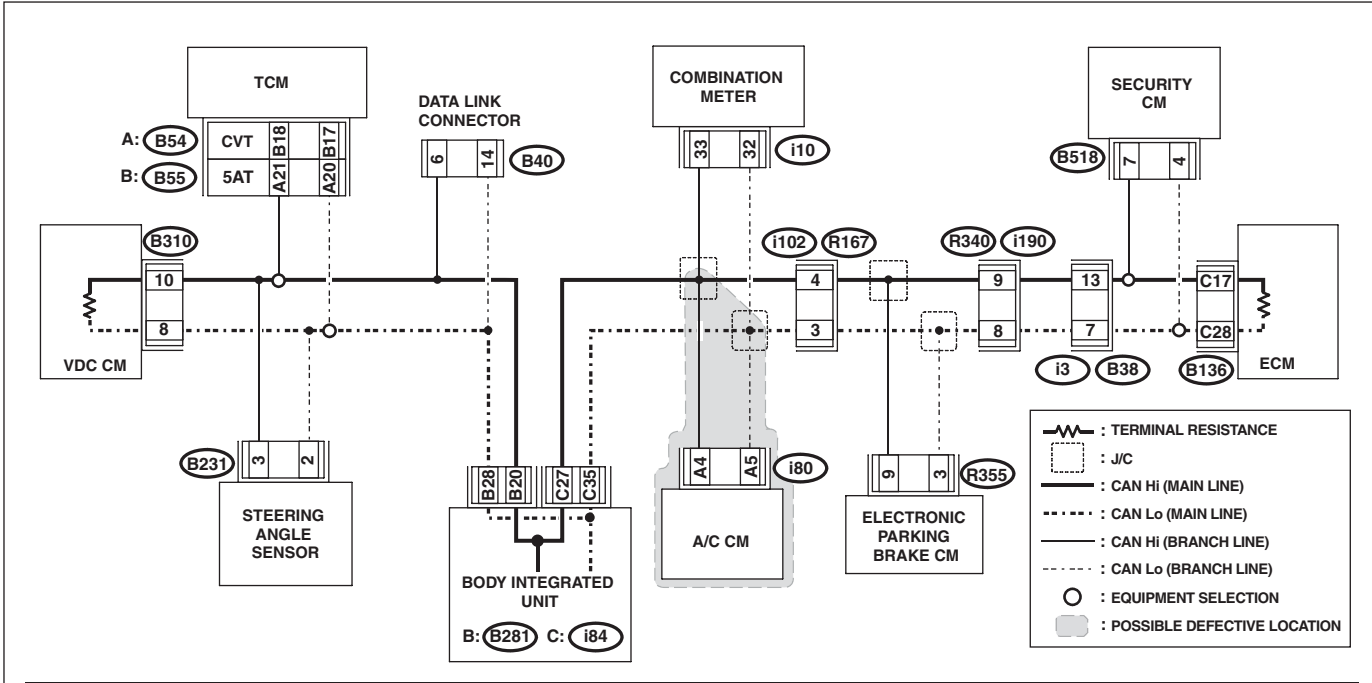 TCM
A: B54
CVT
B18
B17
B: B55
5AT
A21
A20
DATA LINK
CONNECTOR
6
14
B40
COMBINATION
METER
33
32
i10
SECURITY
CM
B518
7
4
B310
10
8
VDC CM
i102
R167
4
3
R340
i190
9
8
13
7
i3
B38
C17
C28
B136
ECM
B231
3
2
STEERING
ANGLE
SENSOR
B28
B20
C27
C35
BODY INTEGRATED
UNIT
B: B281 C: i84
A4
A5
i80
A/C CM
9
3
R355
ELECTRONIC
PARKING
BRAKE CM
: TERMINAL RESISTANCE
: J/C
: CAN Hi (MAIN LINE)
: CAN Lo (MAIN LINE)
: CAN Hi (BRANCH LINE)
: CAN Lo (BRANCH LINE)
: EQUIPMENT SELECTION
: POSSIBLE DEFECTIVE LOCATION